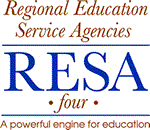 Regional Education
Service Agencies
RESA
• four •
A powerful engine for education